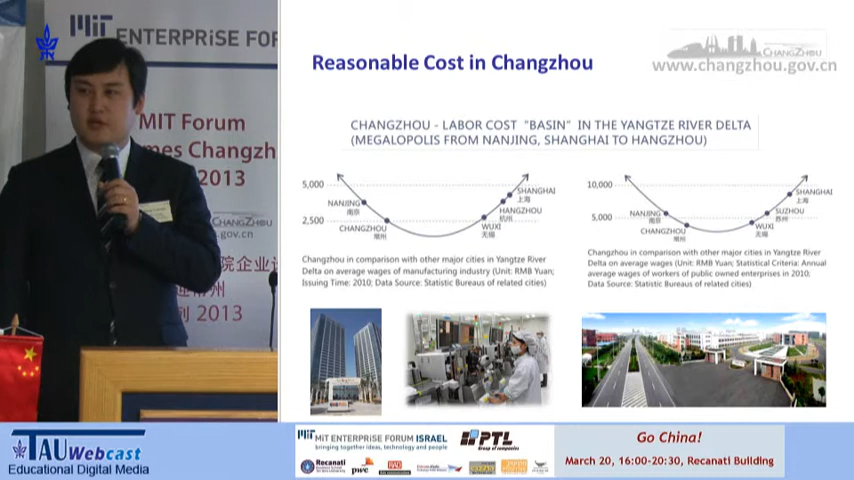 MIT ENTERPRISE FOR
MIT Forum
mes Changzh
2013
CHANGZHOU
.gov.cn
院企业
常州
2013
Reasonable Cost in Changzhou
CHANGZHOU
www.changzhou.gov.cn
CHANGZHOU - LABOR COST “BASIN” IN THE YANGTZE RIVER DELTA
(MEGALOPOLIS FROM NANJING, SHANGHAI TO HANGZHOU)
5,000
2,500
NANJING
南京
CHANGZHOU
常州
WUXI
无锡
HANGZHOU
杭州
SHANGHAI
上海
Changzhou in comparison with other major cities in Yangtze River
Delta on average wages of manufacturing industry (Unit: RMB Yuan;
Issuing Time: 2010; Data Source: Statistic Bureaus of related cities)
10,000
5,000
NANJING
南京
CHANGZHOU
常州
WUXI
无锡
SUZHOU
苏州
SHANGHAI
上海
Changzhou in comparison with other major cities in Yangtze River
Delta on average wages (Unit: RMB Yuan; Statistical Criteria: Annual
average wages of workers of public owned enterprises in 2010;
Data Source: Statistic Bureaus of related cities)
TAU Webcast
Educational Digital Media
MIT ENTERPRISE FORUM ISRAEL
bringing together ideas, technology and people
PTL
Group of companies
Recanati
pwc
RAD
Go China!
March 20, 16:00-20:30, Recanati Building